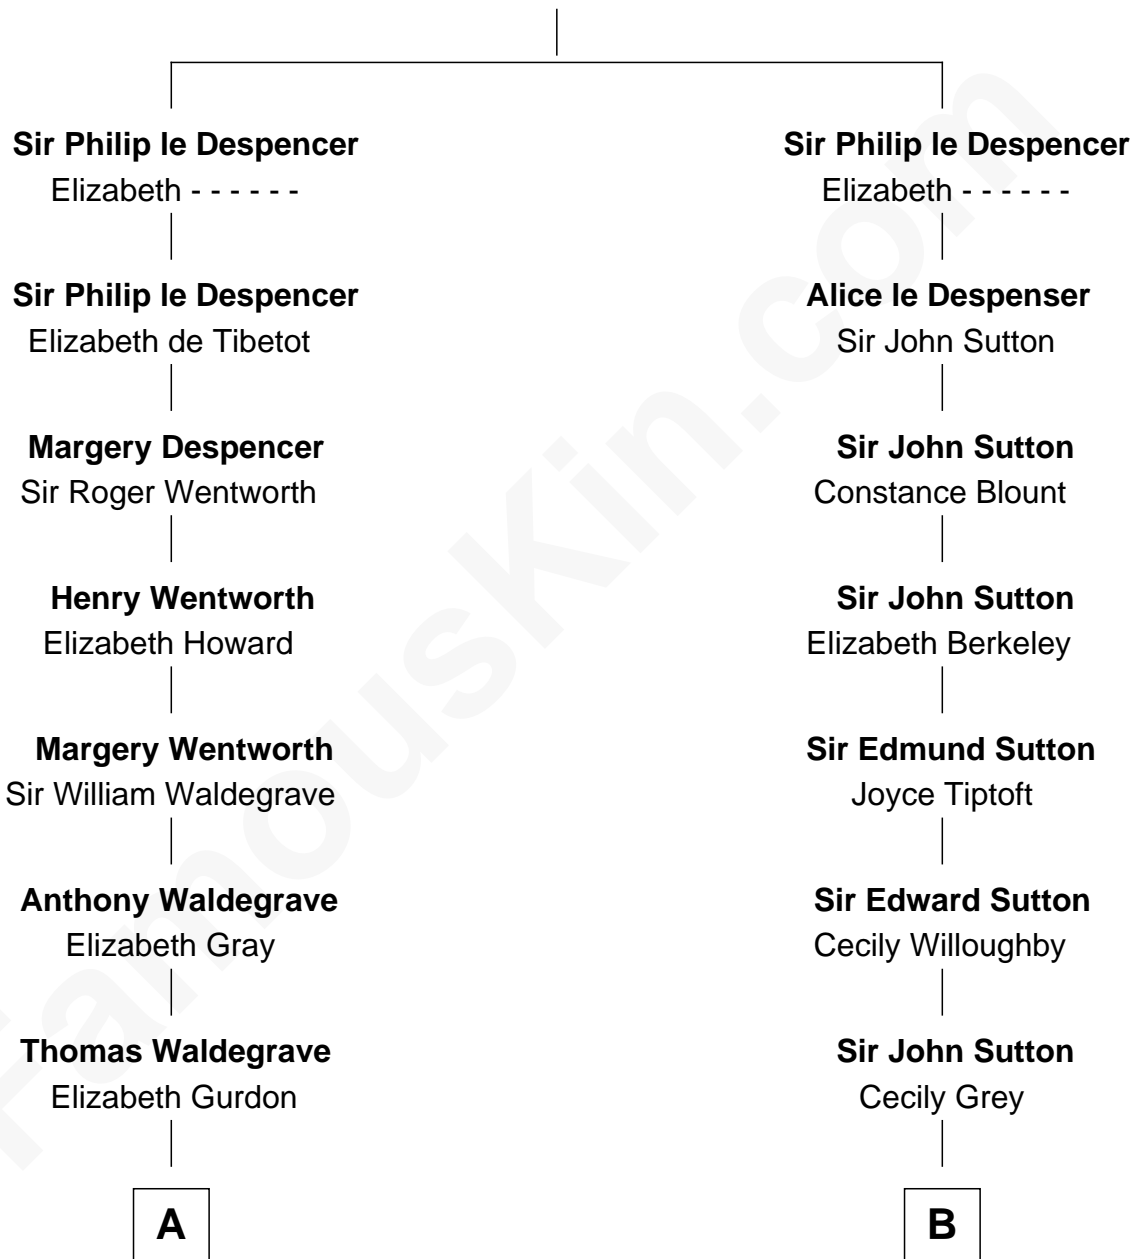 Sir Philip le Despencer
Elizabeth - - - - - -
Sir Philip le Despencer
Elizabeth de Tibetot
Margery Despencer
Sir Roger Wentworth
Henry Wentworth
Elizabeth Howard
Margery Wentworth
Sir William Waldegrave
Anthony Waldegrave
Elizabeth Gray
Thomas Waldegrave
Elizabeth Gurdon
A
Sir Philip le Despencer
Elizabeth - - - - - -
Alice le Despenser
Sir John Sutton
Sir John Sutton
Constance Blount
Sir John Sutton
Elizabeth Berkeley
Sir Edmund Sutton
Joyce Tiptoft
Sir Edward Sutton
Cecily Willoughby
Sir John Sutton
Cecily Grey
B
FamousKin.com